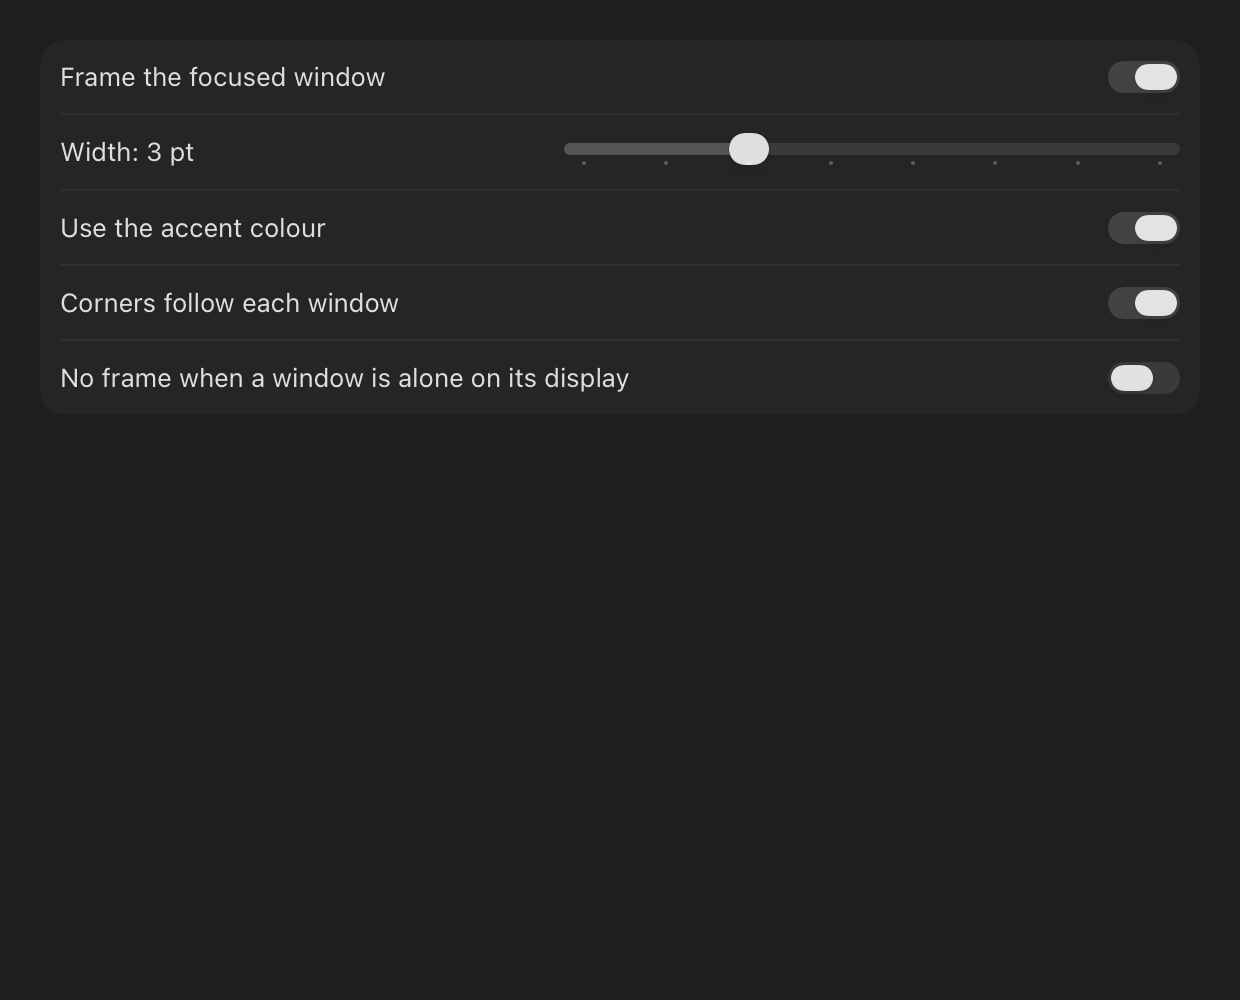 Frame the focused window
Width: 3 pt
Use the accent colour
Corners follow each window
No frame when a window is alone on its display